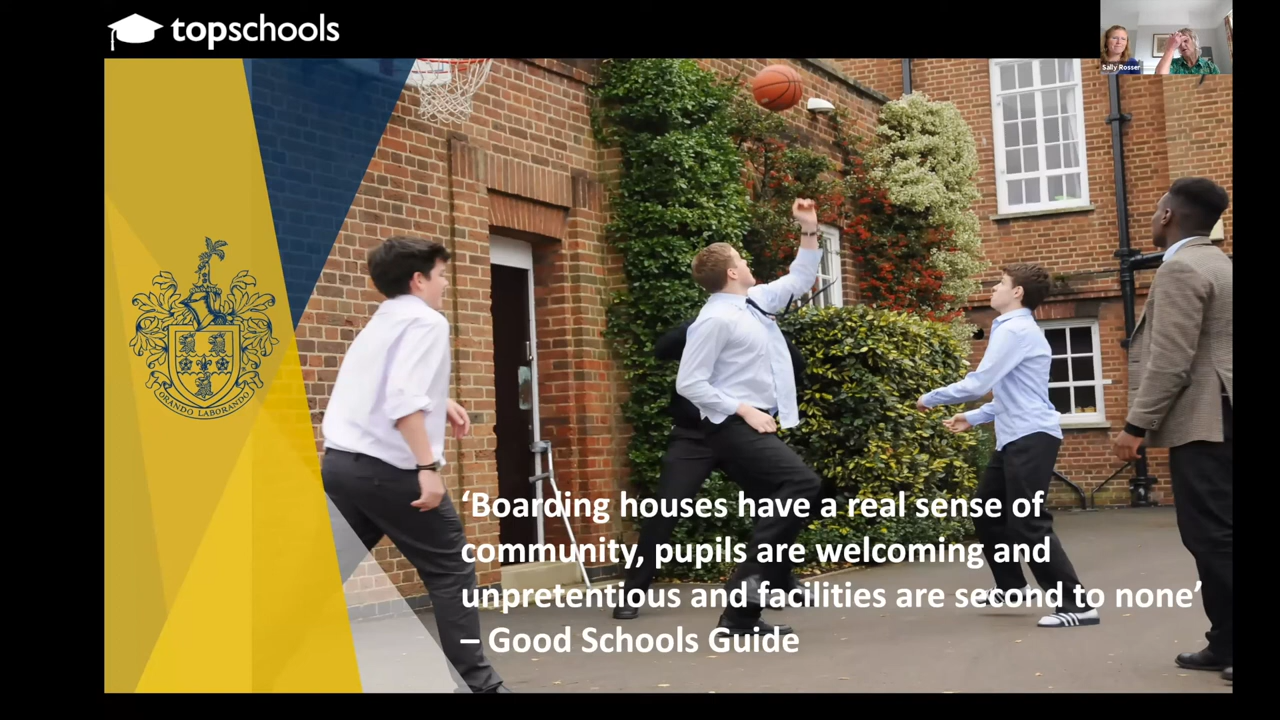 topschools
Sally Rosser
ORANDO LABORANDO
‘Boarding houses have a real sense of
community, pupils are welcoming and
unpretentious and facilities are second to none’
– Good Schools Guide